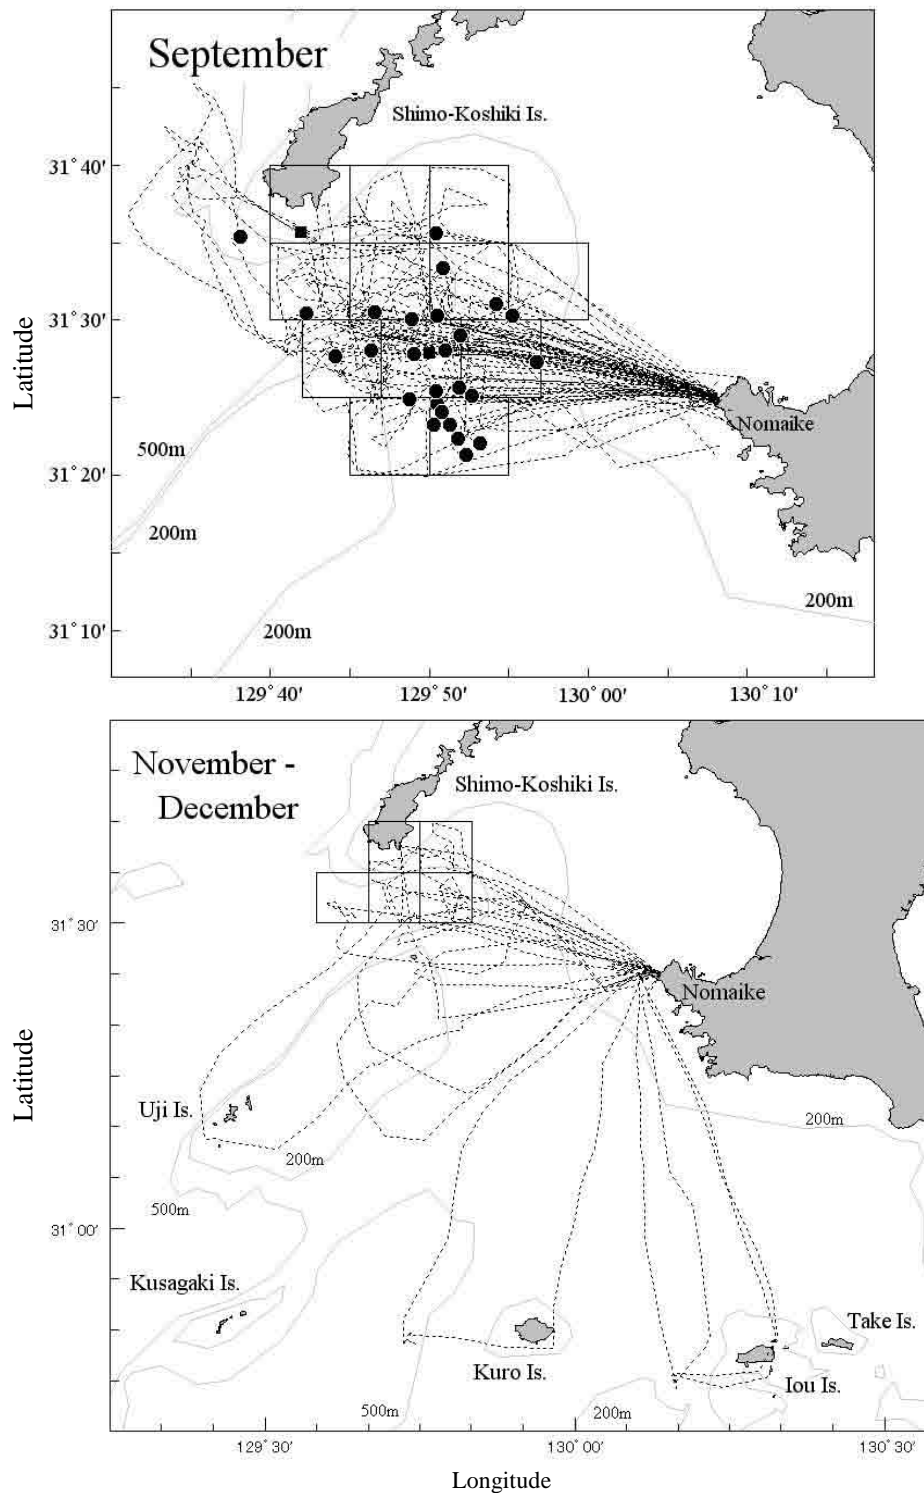 September
Shimo-Koshiki Is.
31°40'
31°30'
Latitude
Nomaike
500m
31°20'
200m
200m
31°10'
200m
129°40'
129°50'
130°00'
130°10'
November -
December
Shimo-Koshiki Is.
31°30'
Nomaike
Latitude
Uji Is.
200m
200m
500m
31°00'
Kusagaki Is.
Take Is.
Kuro Is.
Iou Is.
500m
200m
129°30'
130°00'
130°30'
Longitude